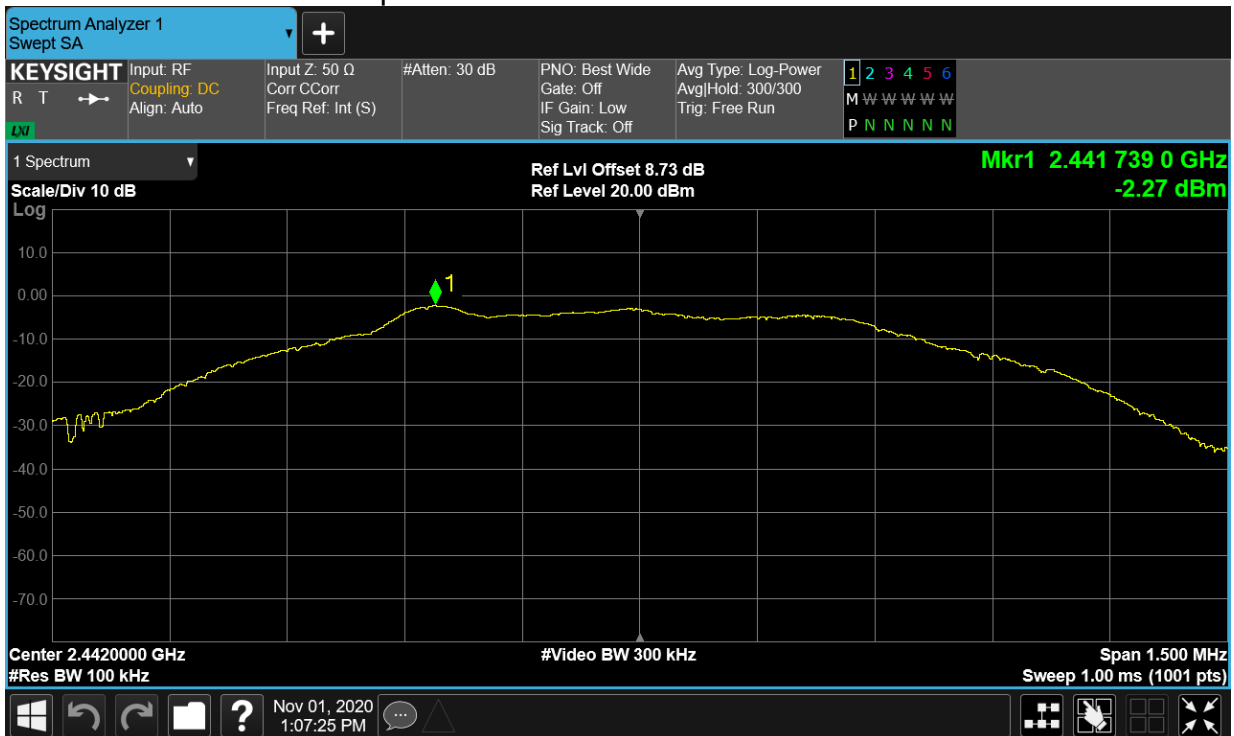 Spectrum Analyzer 1
Swept SA
+
KEYSIGHT
R T
LXI
Input: RF
Coupling: DC
Align: Auto
Input Z: 50 Ω
Corr CCorr
Freq Ref: Int (S)
#Atten: 30 dB
PNO: Best Wide
Gate: Off
IF Gain: Low
Sig Track: Off
Avg Type: Log-Power
Avg|Hold: 300/300
Trig: Free Run
1 2 3 4 5 6
M W W W W W
P N N N N N
1 Spectrum
Scale/Div 10 dB
Log
Ref Lvl Offset 8.73 dB
Ref Level 20.00 dBm
Mkr1 2.441 739 0 GHz
-2.27 dBm
1
10.0
0.00
-10.0
-20.0
-30.0
-40.0
-50.0
-60.0
-70.0
Center 2.4420000 GHz
#Res BW 100 kHz
#Video BW 300 kHz
Span 1.500 MHz
Sweep 1.00 ms (1001 pts)
?
Nov 01, 2020
1:07:25 PM